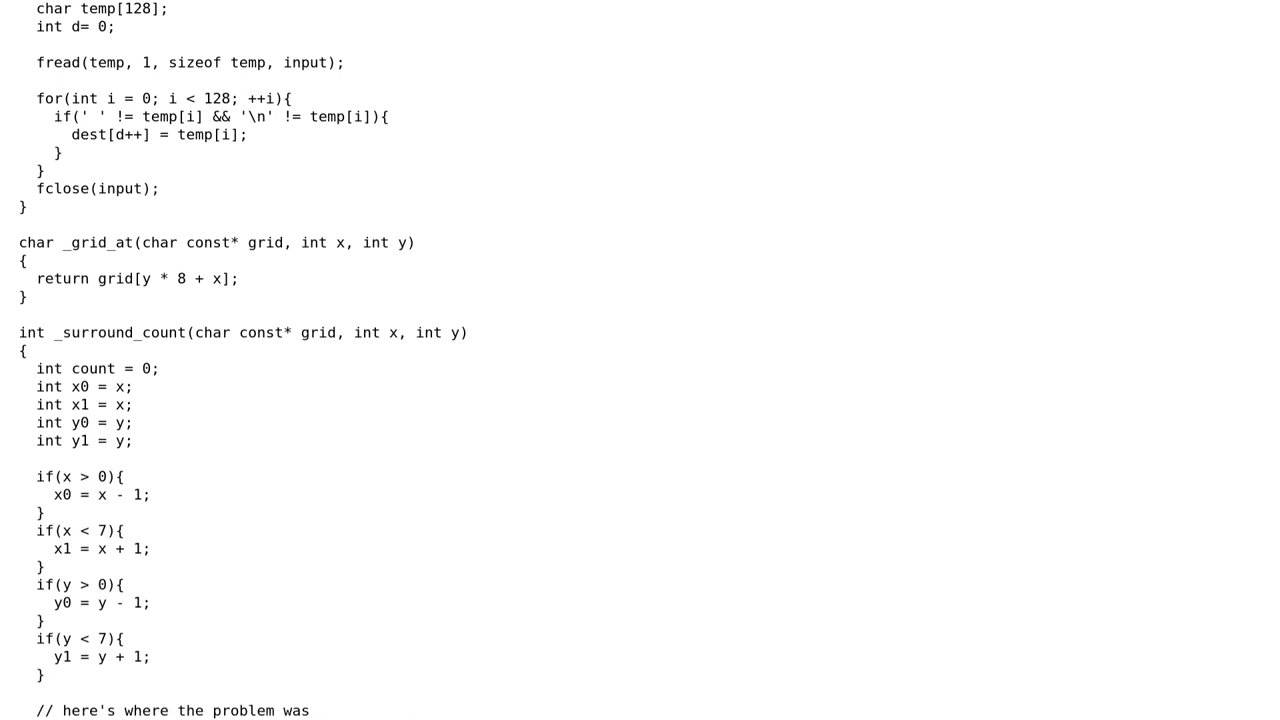 char temp[128];
int d= 0;
fread(temp, 1, sizeof temp, input);
for(int i = 0; i < 128; ++i){
if(' ' != temp[i] && '\n' != temp[i]){
dest[d++] = temp[i];
}
}
fclose(input);
}
char _grid_at(char const* grid, int x, int y)
{
return grid[y * 8 + x];
}
int _surround_count(char const* grid, int x, int y)
{
int count = 0;
int x0 = x;
int x1 = x;
int y0 = y;
int y1 = y;
if(x > 0){
x0 = x - 1;
}
if(x < 7){
x1 = x + 1;
}
if(y > 0){
y0 = y - 1;
}
if(y < 7){
y1 = y + 1;
}
// here's where the problem was